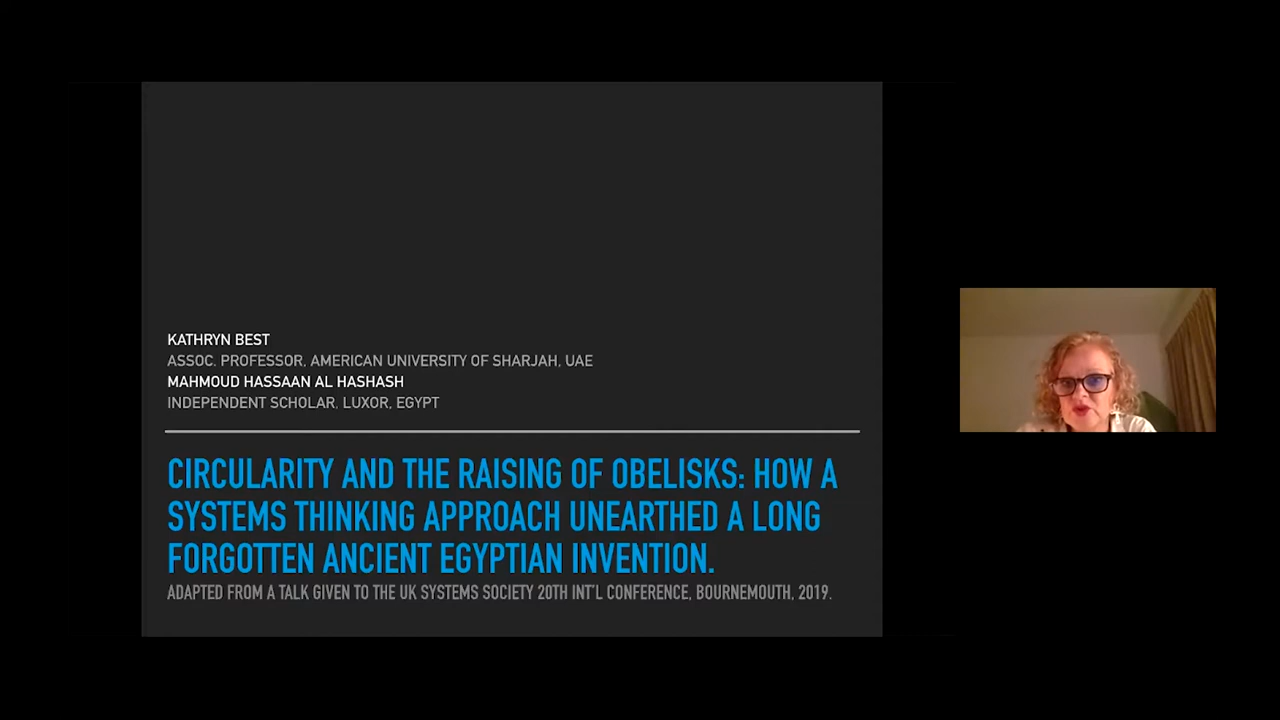 KATHRYN BEST
ASSOC. PROFESSOR, AMERICAN UNIVERSITY OF SHARJAH, UAE
MAHMOUD HASSAAN AL HASHASH
INDEPENDENT SCHOLAR, LUXOR, EGYPT
CIRCULARITY AND THE RAISING OF OBELISKS: HOW A
SYSTEMS THINKING APPROACH UNEARTHED A LONG
FORGOTTEN ANCIENT EGYPTIAN INVENTION.
ADAPTED FROM A TALK GIVEN TO THE UK SYSTEMS SOCIETY 20TH INT'L CONFERENCE, BOURNEMOUTH, 2019.